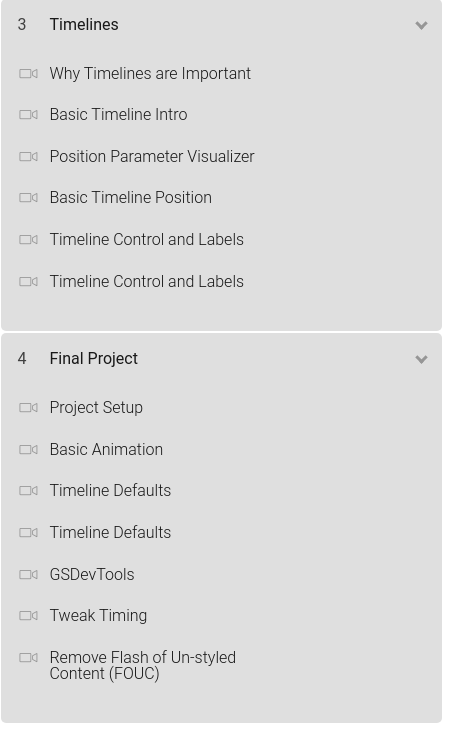 3 Timelines
Why Timelines are Important
Basic Timeline Intro
Position Parameter Visualizer
Basic Timeline Position
Timeline Control and Labels
Timeline Control and Labels
4 Final Project
Project Setup
Basic Animation
Timeline Defaults
Timeline Defaults
GSDevTools
Tweak Timing
Remove Flash of Un-styled
Content (FOUC)